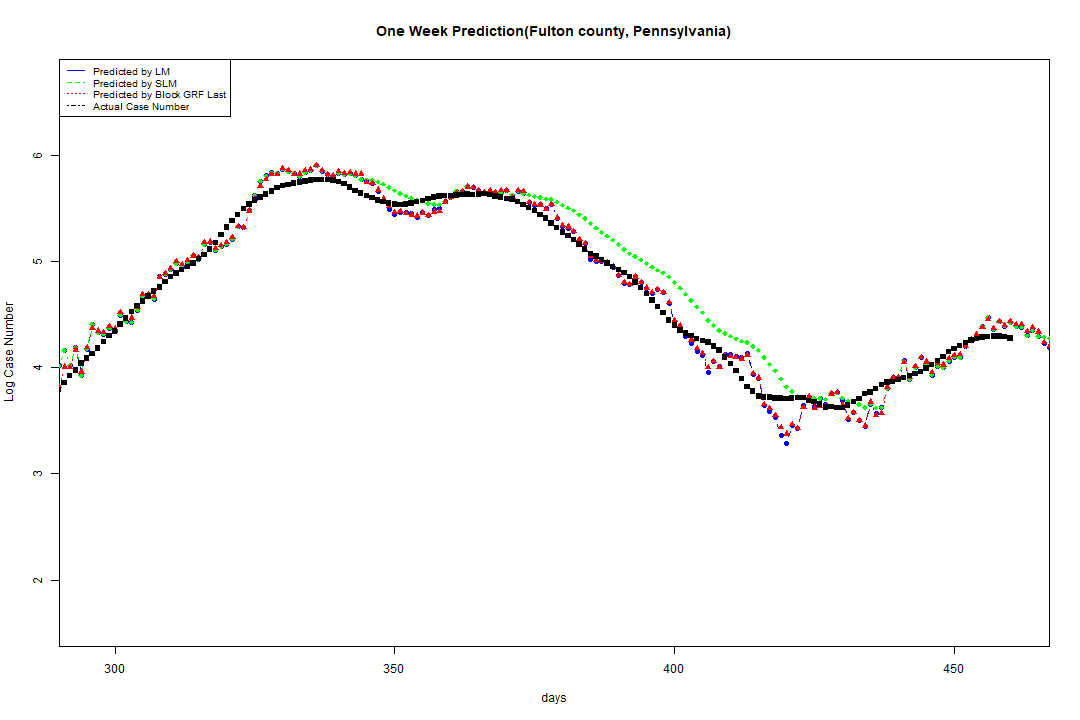 One Week Prediction(Fulton county, Pennsylvania)
Predicted by LM
Predicted by SLM
Predicted by Block GRF Last
Actual Case Number
6
5
4
3
2
Log Case Number
300 350 400 450
days